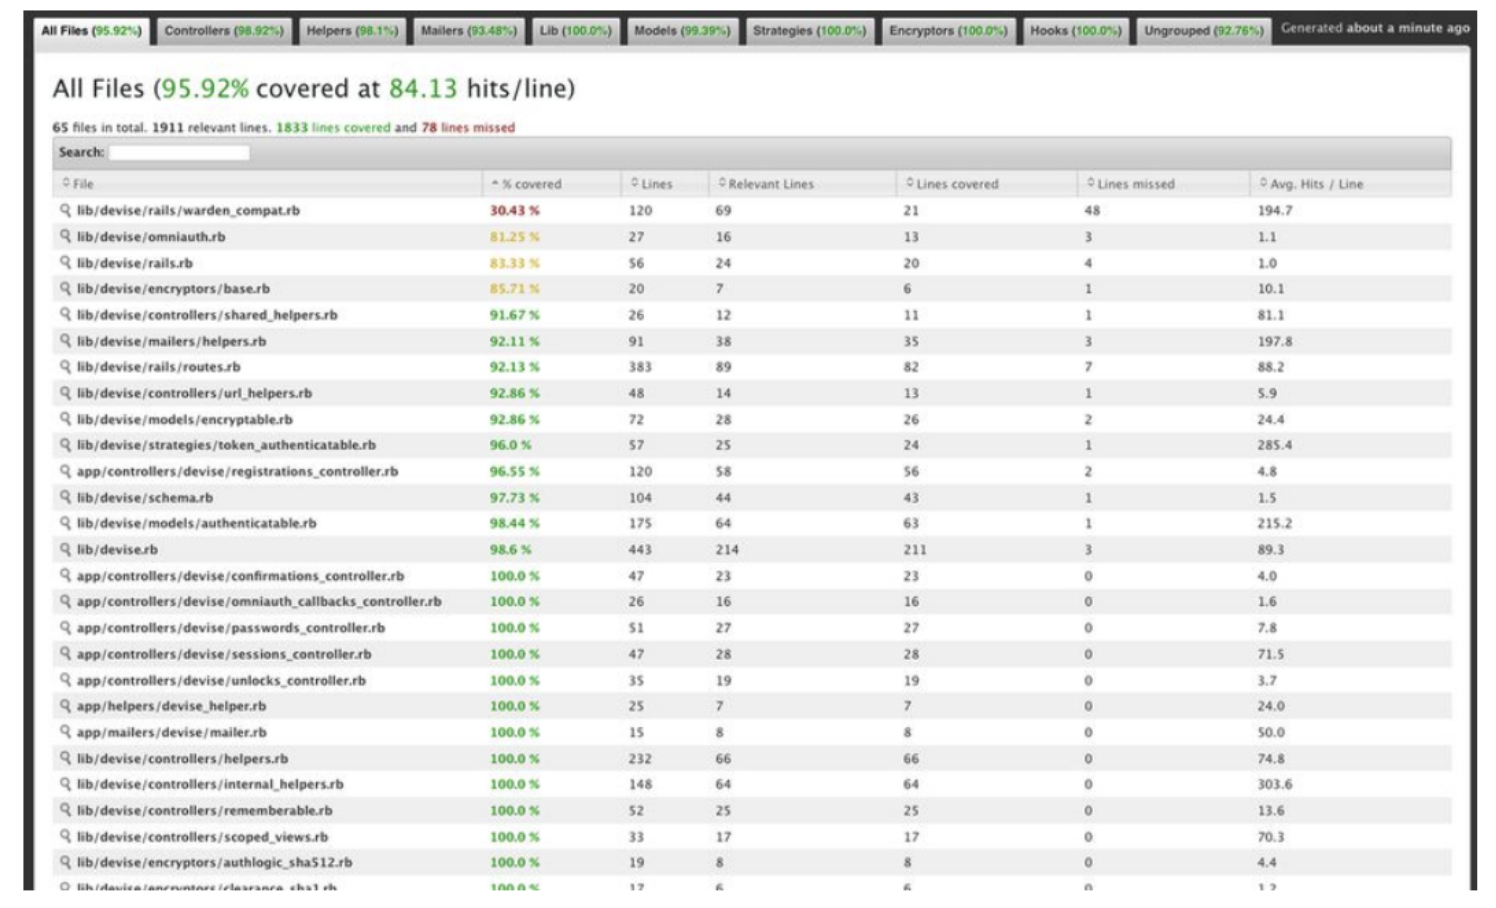 All Files (95.92%) Controllers (98.92%) Helpers (98.1%) Mailers (93.48%) Lib (100.0%) Models (99.39%) Strategies (100.0%) Encryptors (100.0%) Hooks (100.0%) Ungrouped (92.76%) Generated about a minute ago
All Files (95.92% covered at 84.13 hits/line)
65 files in total. 1911 relevant lines. 1833 lines covered and 78 lines missed
Search:
File % covered Lines Relevant Lines Lines covered Lines missed Avg. Hits / Line
lib/devise/rails/warden_compat.rb 30.43 % 120 69 21 48 194.7
lib/devise/omniauth.rb 81.25 % 27 16 13 3 1.1
lib/devise/rails.rb 83.33 % 56 24 20 4 1.0
lib/devise/encryptors/base.rb 85.71 % 20 7 6 1 10.1
lib/devise/controllers/shared_helpers.rb 91.67 % 26 12 11 1 81.1
lib/devise/mailers/helpers.rb 92.11 % 91 38 35 3 197.8
lib/devise/rails/routes.rb 92.13 % 383 89 82 7 88.2
lib/devise/controllers/url_helpers.rb 92.86 % 48 14 13 1 5.9
lib/devise/models/encryptable.rb 92.86 % 72 28 26 2 24.4
lib/devise/strategies/token_authenticatable.rb 96.0 % 57 25 24 1 285.4
app/controllers/devise/registrations_controller.rb 96.55 % 120 58 56 2 4.8
lib/devise/schema.rb 97.73 % 104 44 43 1 1.5
lib/devise/models/authenticatable.rb 98.44 % 175 64 63 1 215.2
lib/devise.rb 98.6 % 443 214 211 3 89.3
app/controllers/devise/confirmations_controller.rb 100.0 % 47 23 23 0 4.0
app/controllers/devise/omniauth_callbacks_controller.rb 100.0 % 26 16 16 0 1.6
app/controllers/devise/passwords_controller.rb 100.0 % 51 27 27 0 7.8
app/controllers/devise/sessions_controller.rb 100.0 % 47 28 28 0 71.5
app/controllers/devise/unlocks_controller.rb 100.0 % 35 19 19 0 3.7
app/helpers/devise_helper.rb 100.0 % 25 7 7 0 24.0
app/mailers/devise/mailer.rb 100.0 % 15 8 8 0 50.0
lib/devise/controllers/helpers.rb 100.0 % 232 66 66 0 74.8
lib/devise/controllers/internal_helpers.rb 100.0 % 148 64 64 0 303.6
lib/devise/controllers/rememberable.rb 100.0 % 52 25 25 0 13.6
lib/devise/controllers/scoped_views.rb 100.0 % 33 17 17 0 70.3
lib/devise/encryptors/authlogic_sha512.rb 100.0 % 19 8 8 0 4.4
lib/devise/encryptors/clearance_sha1.rb 100.0 % 17 6 6 0 1.2